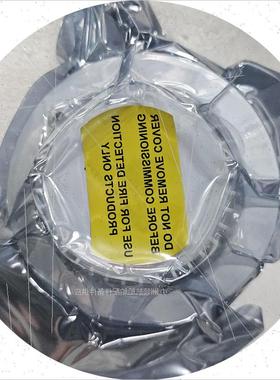 DO NOT REMOVE COVER
BEFORE COMMISSIONING
USE FOR FIRE DETECTION
PRODUCTS ONLY